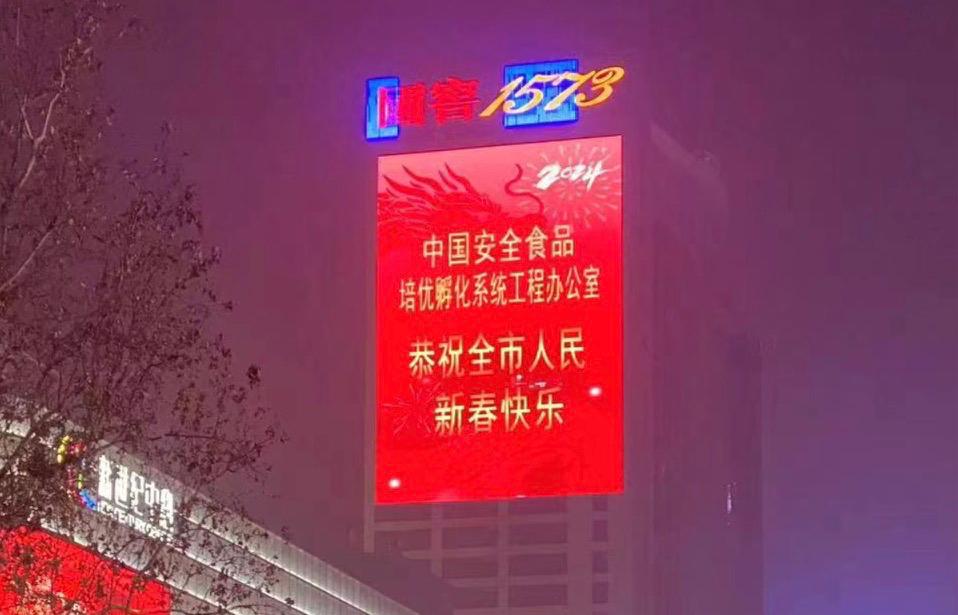 国窖1573
2024
中国安全食品
培优孵化系统工程办公室
恭祝全市人民
新春快乐